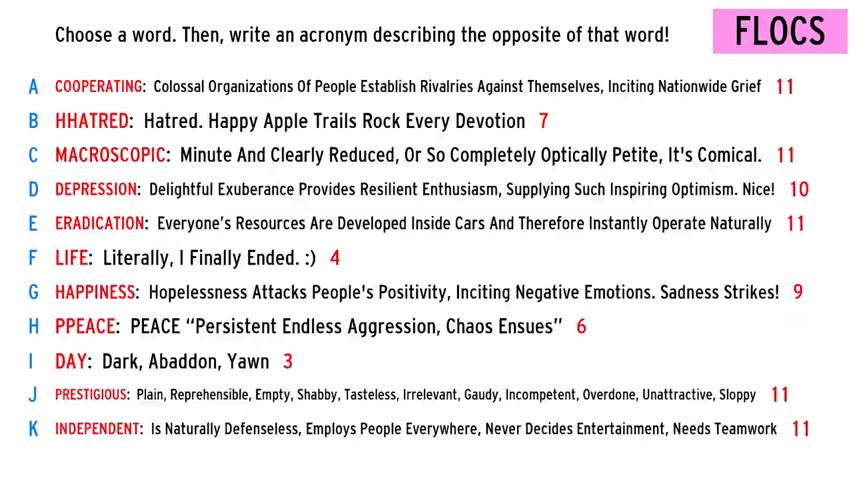 Choose a word. Then, write an acronym describing the opposite of that word!
FLOCS
A COOPERATING: Colossal Organizations Of People Establish Rivalries Against Themselves, Inciting Nationwide Grief 11
B HHATRED: Hatred. Happy Apple Trails Rock Every Devotion 7
C MACROSCOPIC: Minute And Clearly Reduced, Or So Completely Optically Petite, It's Comical. 11
D DEPRESSION: Delightful Exuberance Provides Resilient Enthusiasm, Supplying Such Inspiring Optimism. Nice! 10
E ERADICATION: Everyone's Resources Are Developed Inside Cars And Therefore Instantly Operate Naturally 11
F LIFE: Literally, I Finally Ended. :) 4
G HAPPINESS: Hopelessness Attacks People's Positivity, Inciting Negative Emotions. Sadness Strikes! 9
H PPEACE: PEACE “Persistent Endless Aggression, Chaos Ensues” 6
I DAY: Dark, Abaddon, Yawn 3
J PRESTIGIOUS: Plain, Reprehensible, Empty, Shabby, Tasteless, Irrelevant, Gaudy, Incompetent, Overdone, Unattractive, Sloppy 11
K INDEPENDENT: Is Naturally Defenseless, Employs People Everywhere, Never Decides Entertainment, Needs Teamwork 11